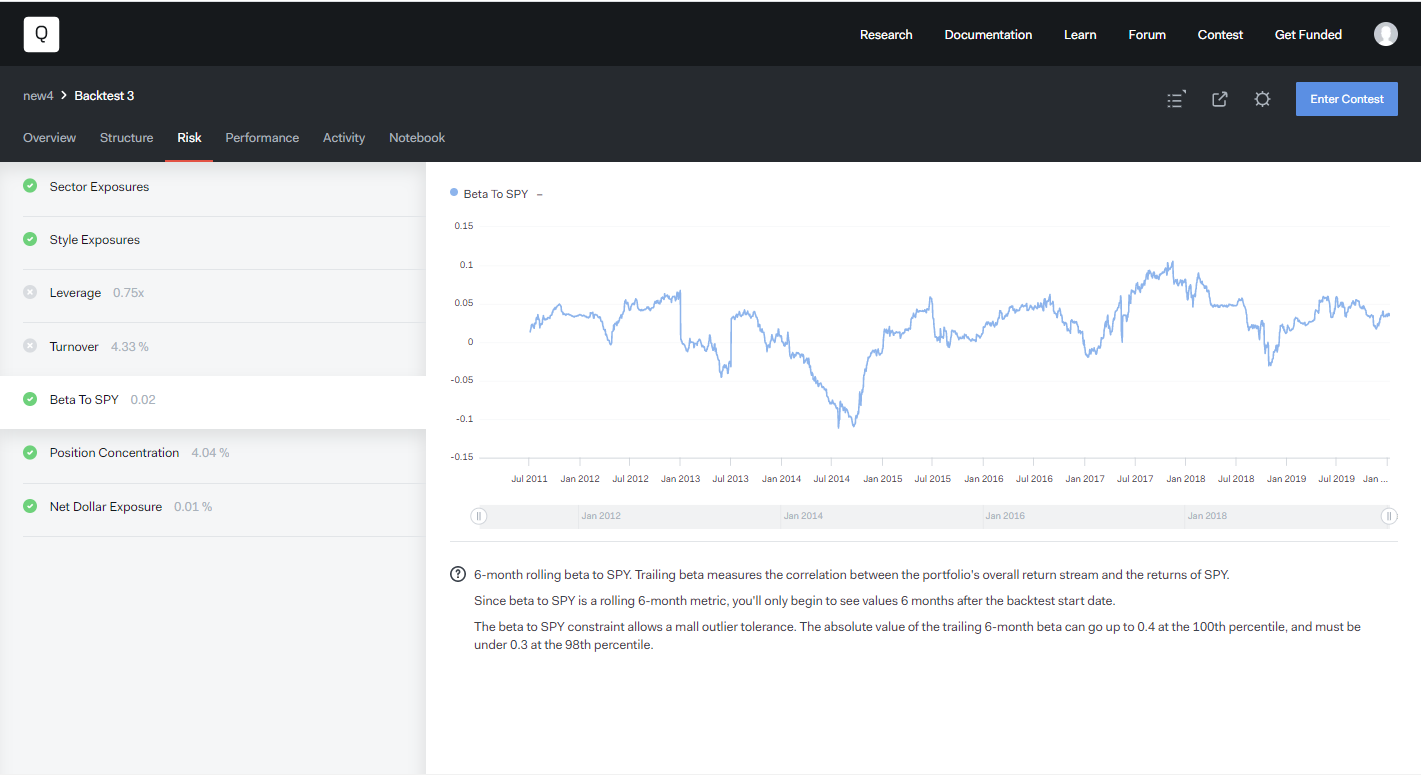 Q
Research Documentation Learn Forum Contest Get Funded
new4 > Backtest 3
Enter Contest
Overview Structure Risk Performance Activity Notebook
Sector Exposures
Style Exposures
Leverage 0.75x
Turnover 4.33 %
Beta To SPY 0.02
Position Concentration 4.04 %
Net Dollar Exposure 0.01 %
Beta To SPY –
0.15
0.1
0.05
0
-0.05
-0.1
-0.15
Jul 2011 Jan 2012 Jul 2012 Jan 2013 Jul 2013 Jan 2014 Jul 2014 Jan 2015 Jul 2015 Jan 2016 Jul 2016 Jan 2017 Jul 2017 Jan 2018 Jul 2018 Jan 2019 Jul 2019 Jan ...
Jan 2012 Jan 2014 Jan 2016 Jan 2018
6-month rolling beta to SPY. Trailing beta measures the correlation between the portfolio's overall return stream and the returns of SPY.
Since beta to SPY is a rolling 6-month metric, you'll only begin to see values 6 months after the backtest start date.
The beta to SPY constraint allows a mall outlier tolerance. The absolute value of the trailing 6-month beta can go up to 0.4 at the 100th percentile, and must be
under 0.3 at the 98th percentile.